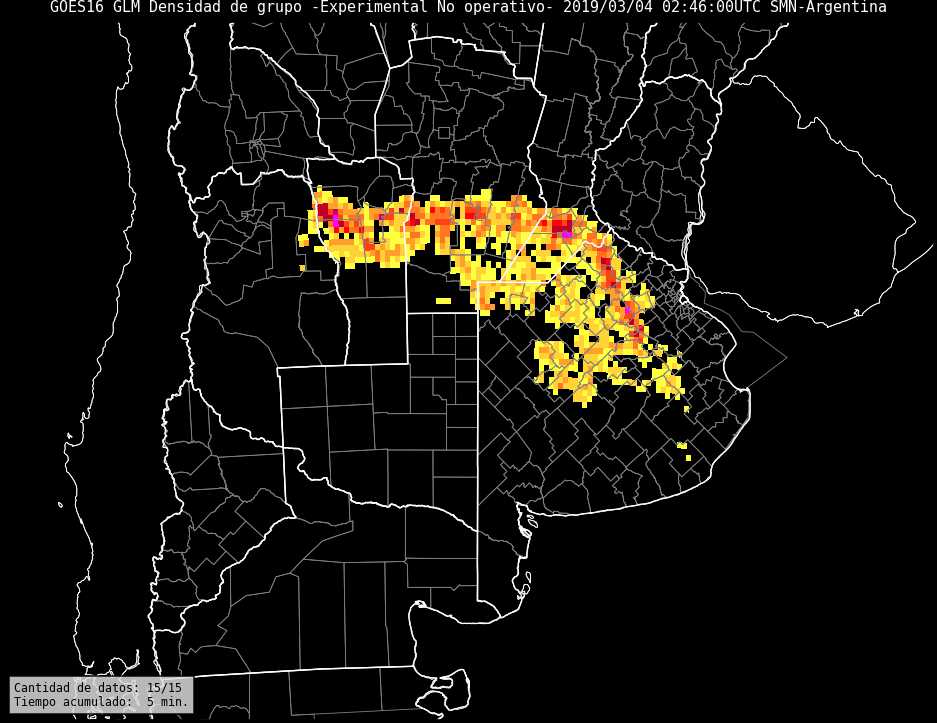 GOES16 GLM Densidad de grupo -Experimental No operativo- 2019/03/04 02:46:00UTC SMN-Argentina
Cantidad de datos: 15/15
Tiempo acumulado:  5 min.